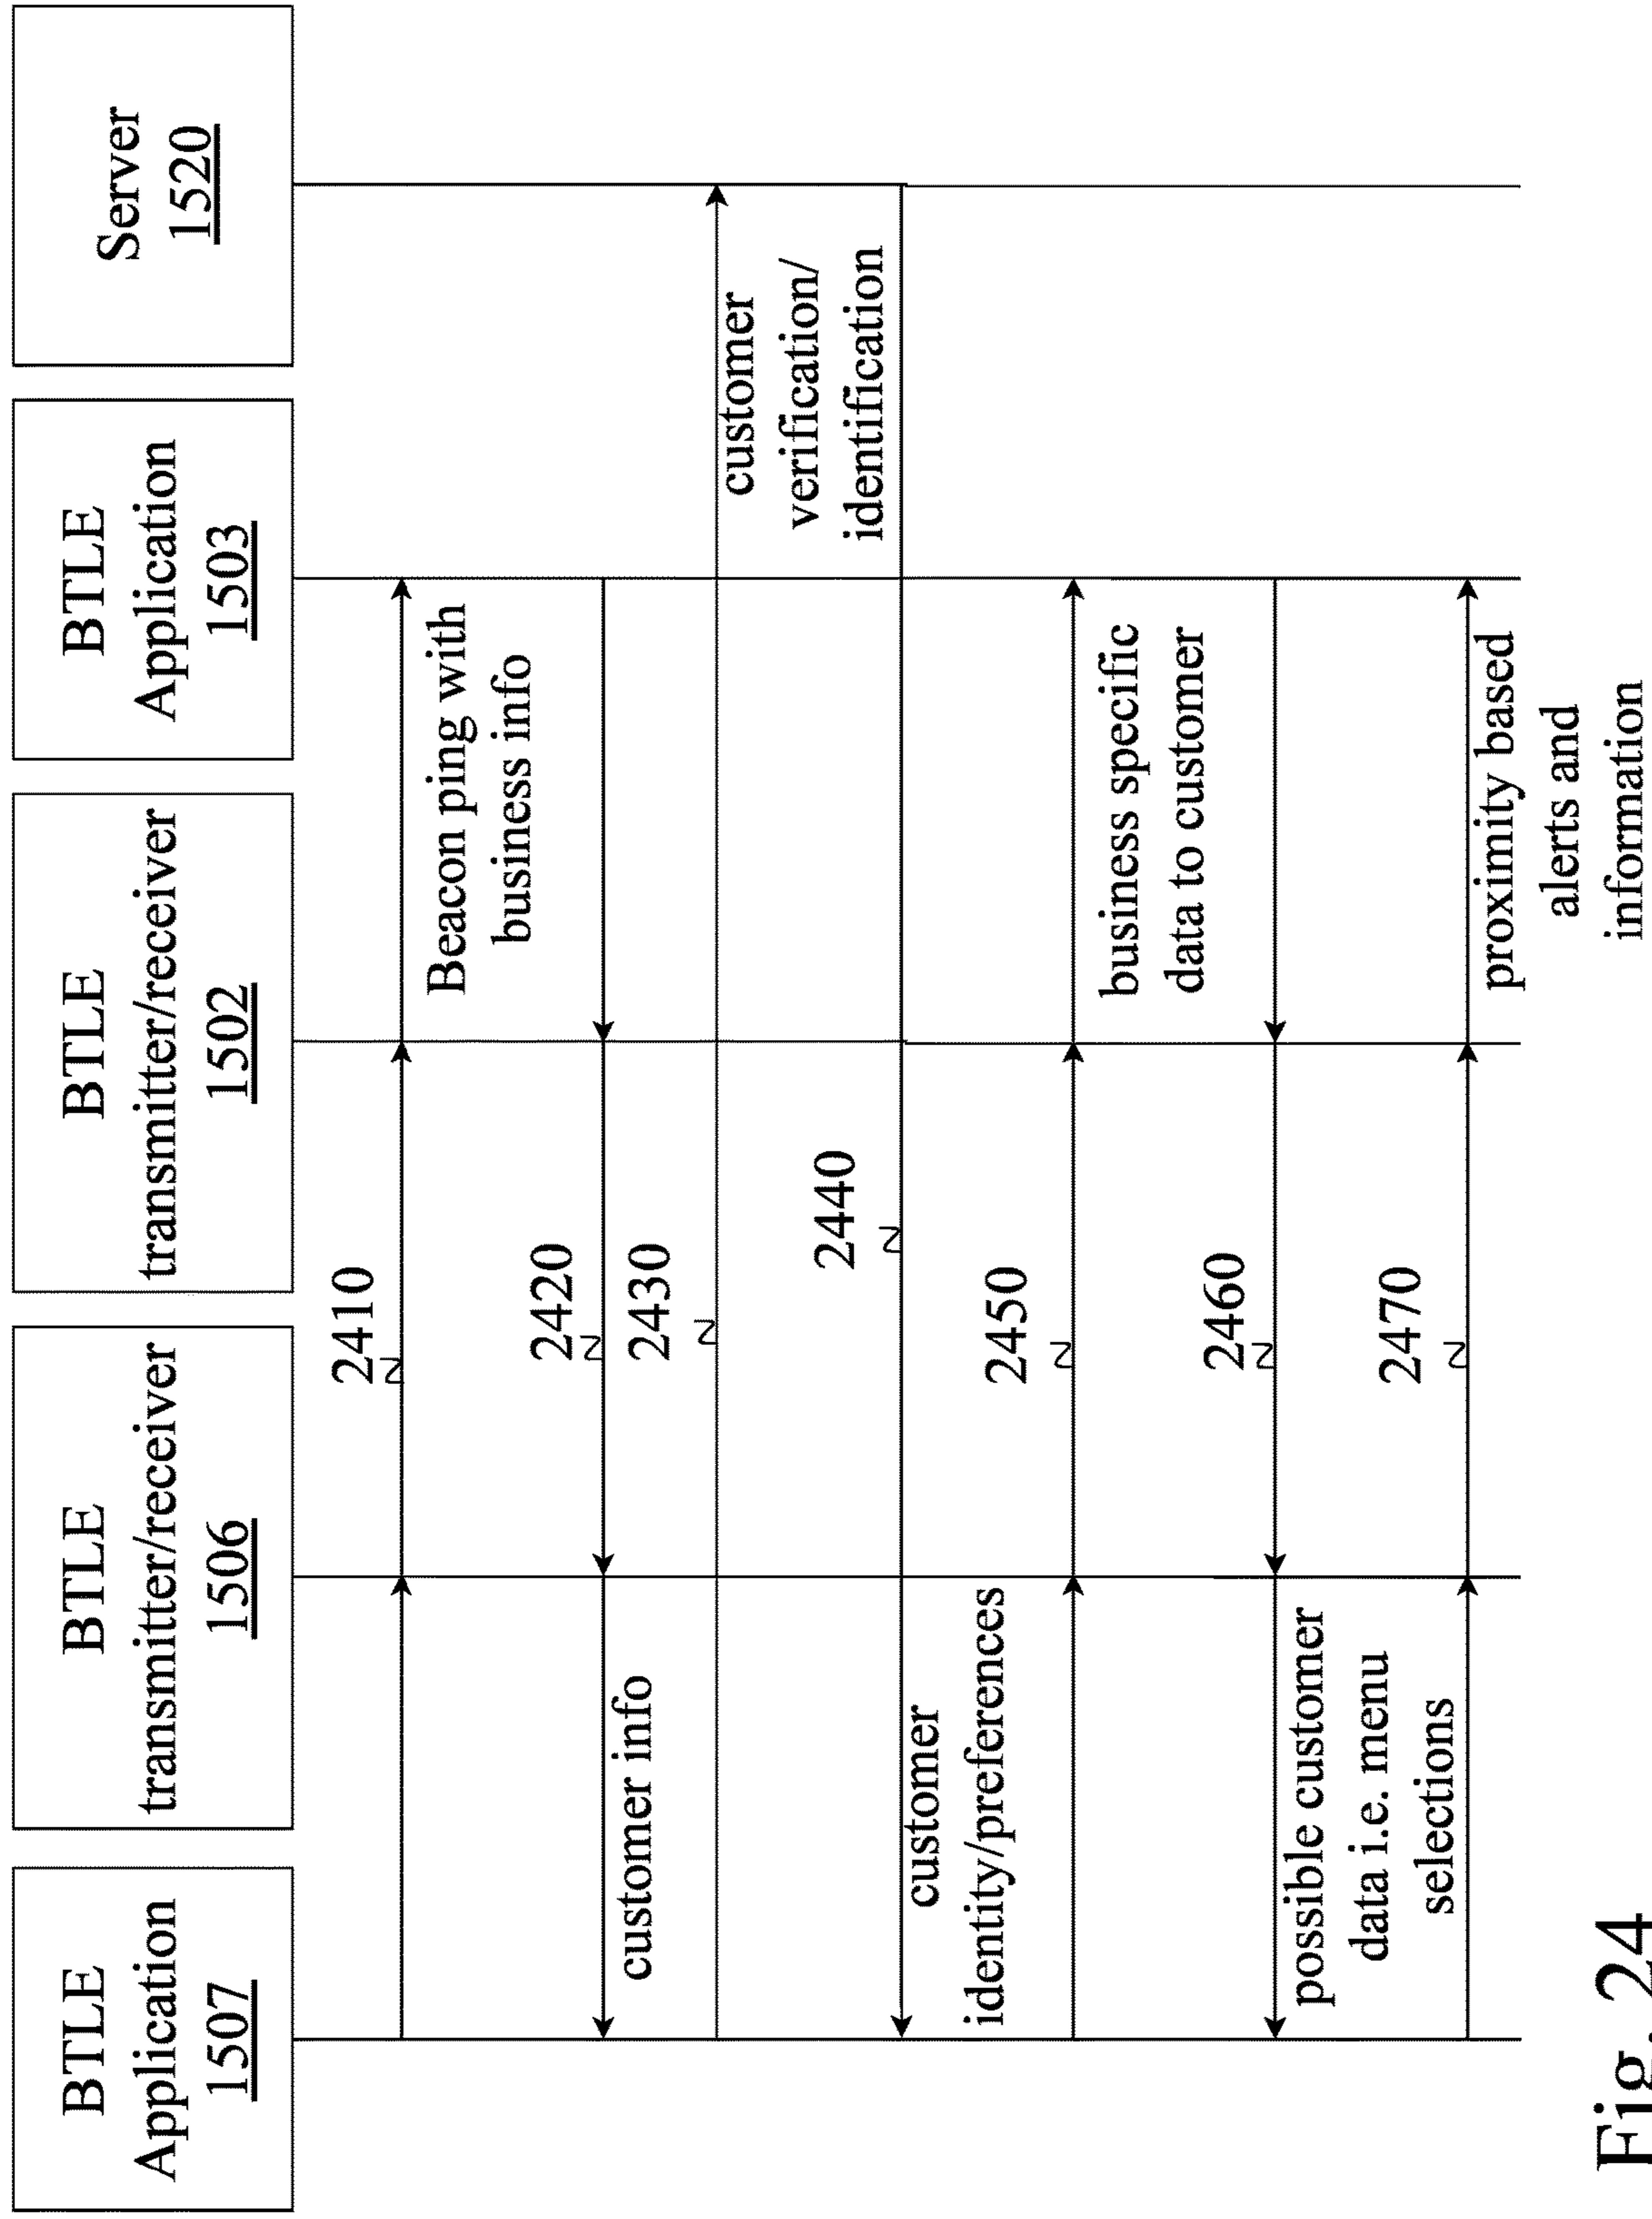 BTLE
Application
1507
BTLE
transmitter/receiver
1506
BTLE
transmitter/receiver
1502
BTLE
Application
1503
Server
1520
2410
Beacon ping with
business info
2420
customer info
2430
customer
verification/
identification
2440
customer
identity/preferences
2450
business specific
data to customer
2460
possible customer
data i.e. menu
selections
2470
proximity based
alerts and
information
Fig. 24